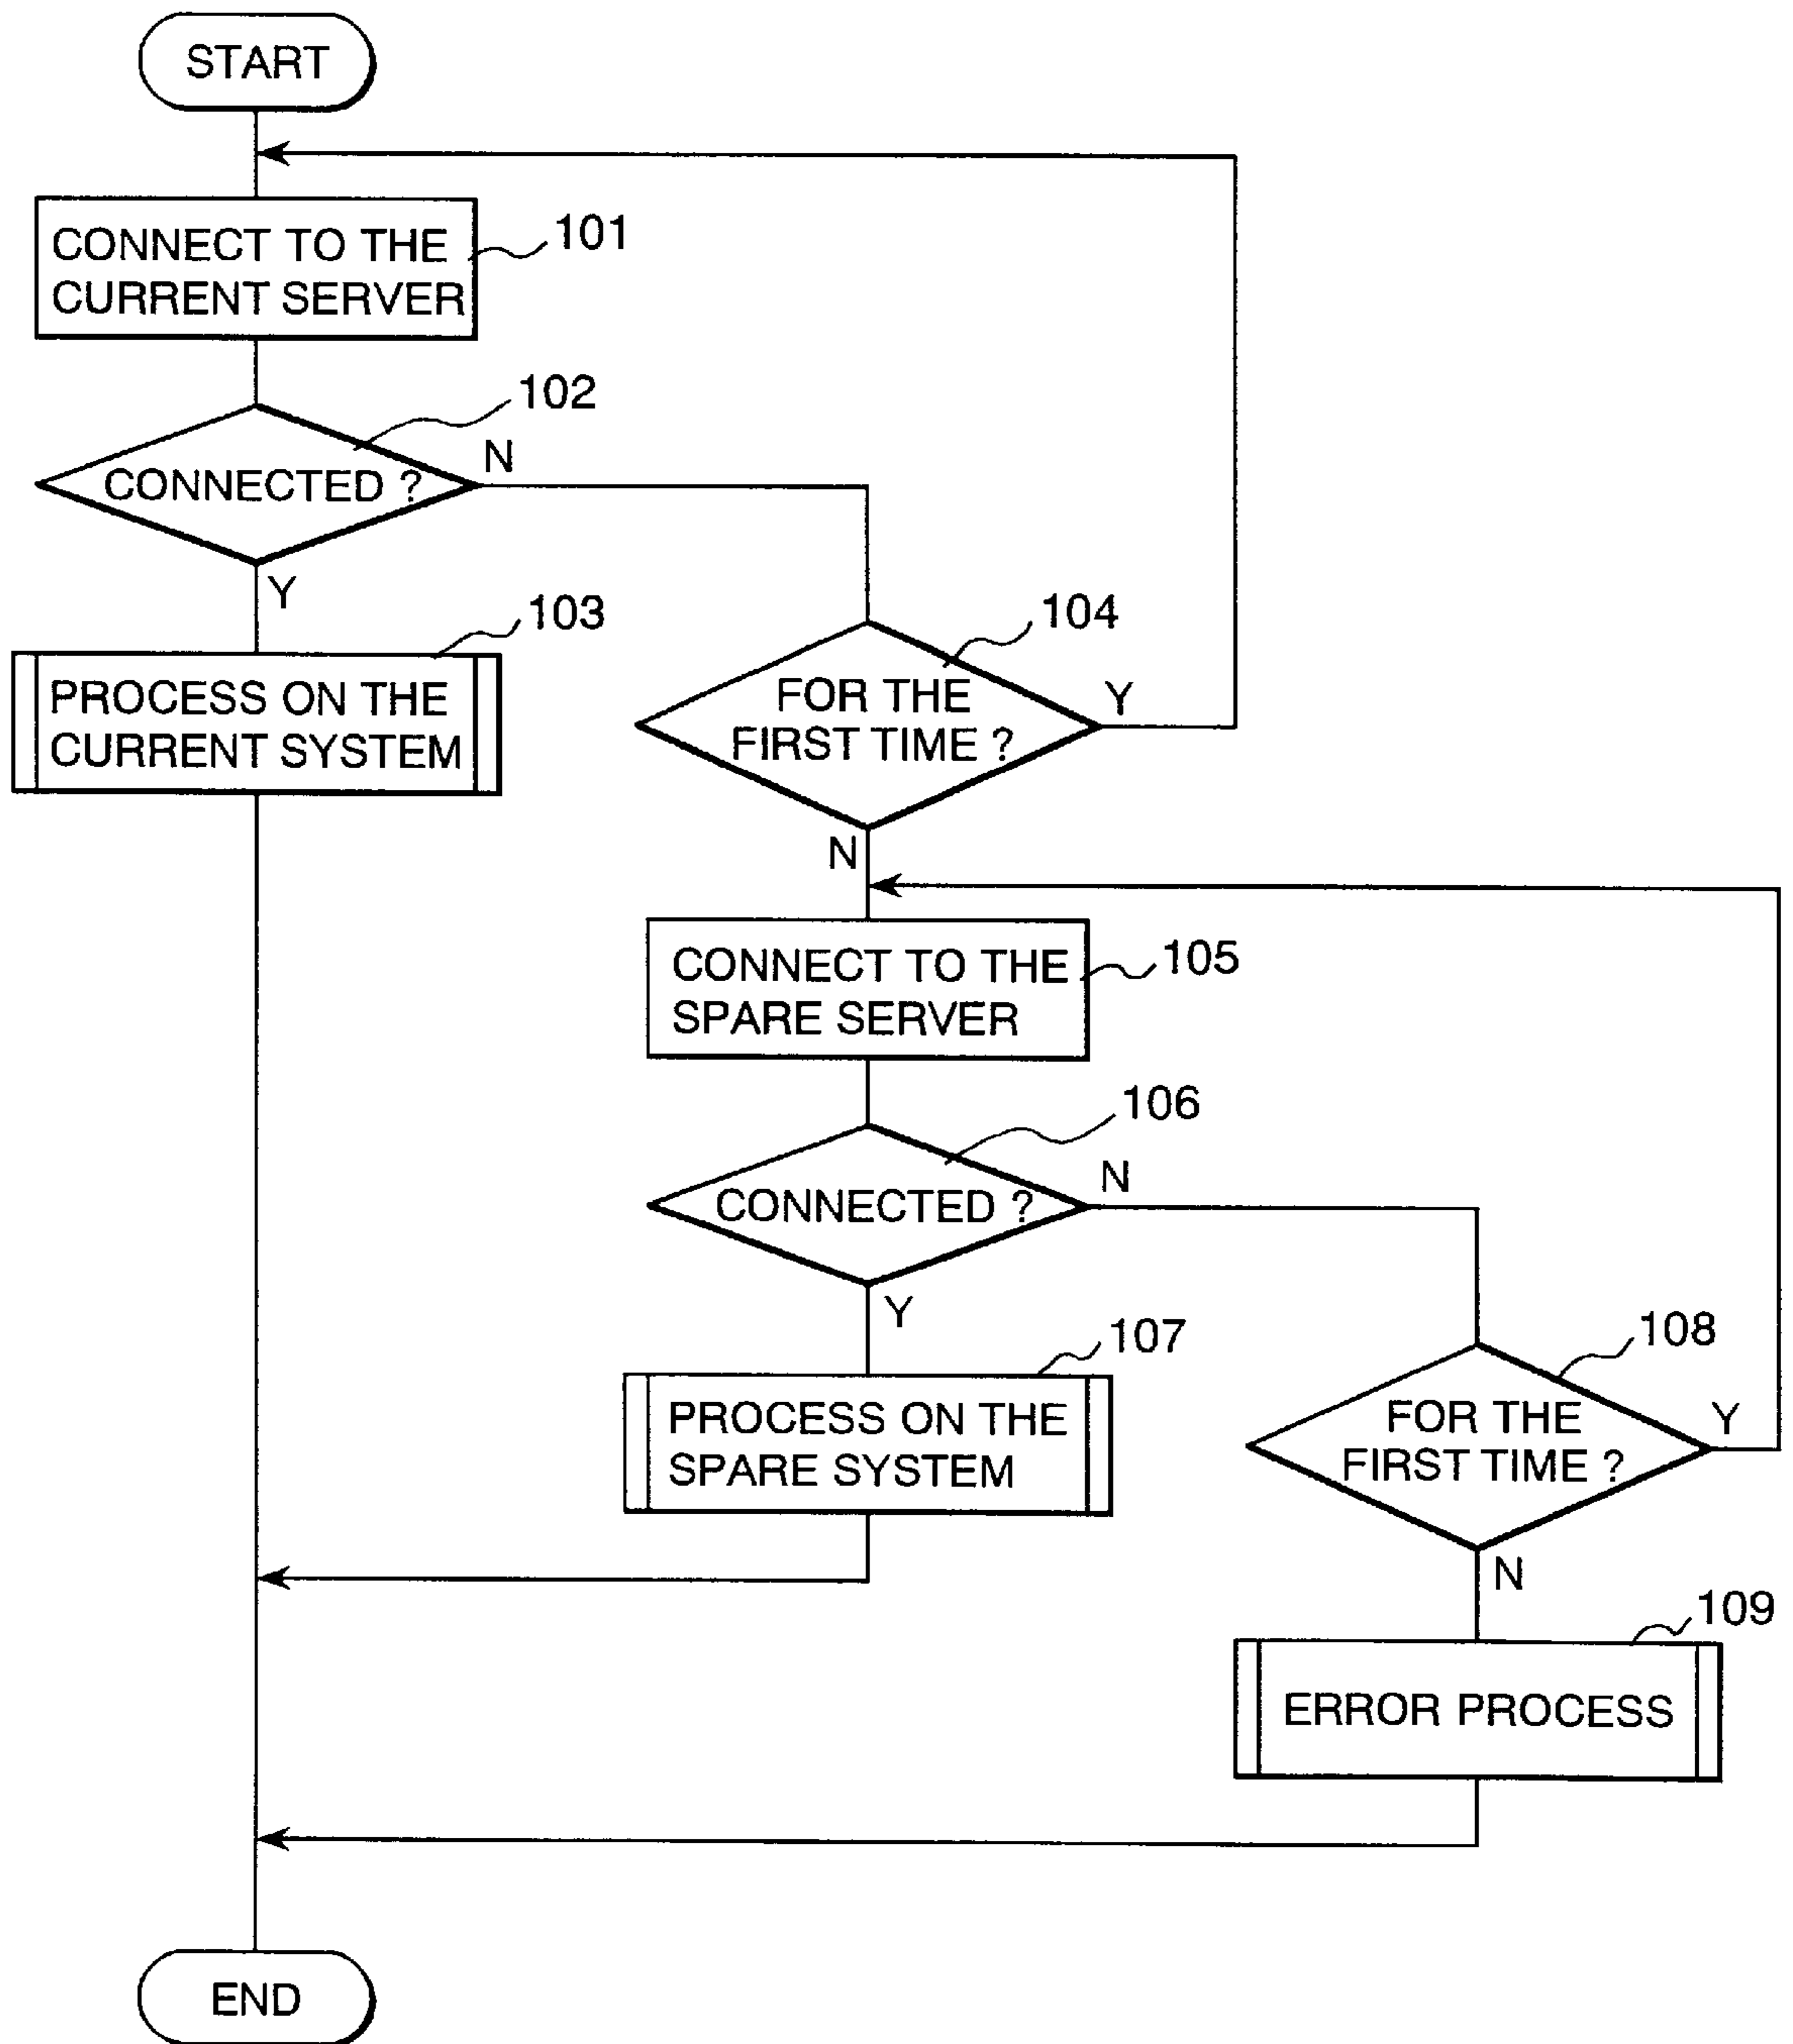 START
CONNECT TO THE
CURRENT SERVER
101
102
CONNECTED ?
N
Y
103
PROCESS ON THE
CURRENT SYSTEM
104
FOR THE
FIRST TIME ?
Y
N
CONNECT TO THE
SPARE SERVER
105
106
CONNECTED ?
N
Y
107
PROCESS ON THE
SPARE SYSTEM
108
FOR THE
FIRST TIME ?
Y
N
109
ERROR PROCESS
END